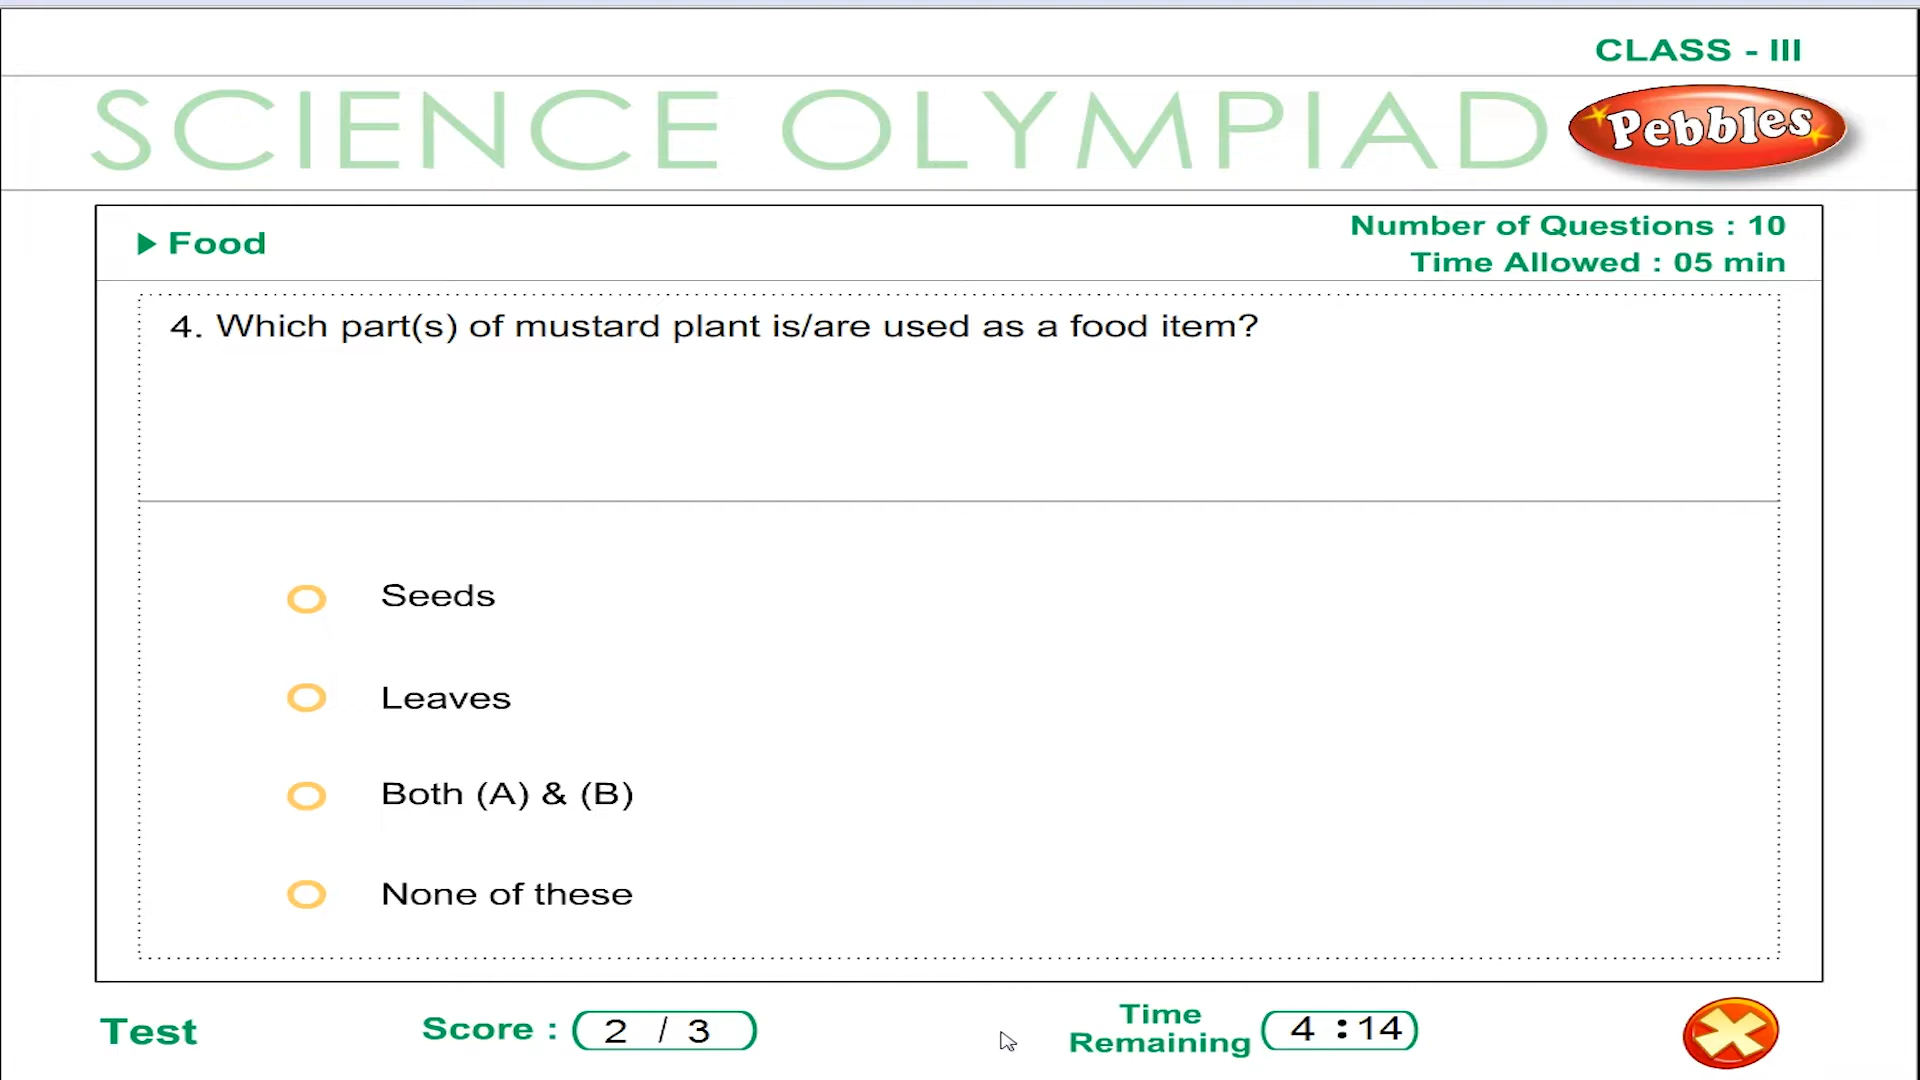 CLASS - III
SCIENCE OLYMPIAD
Pebbles
Food
Number of Questions : 10
Time Allowed : 05 min
4. Which part(s) of mustard plant is/are used as a food item?
Seeds
Leaves
Both (A) & (B)
None of these
Test
Score : 2 / 3
Time Remaining 4 : 14